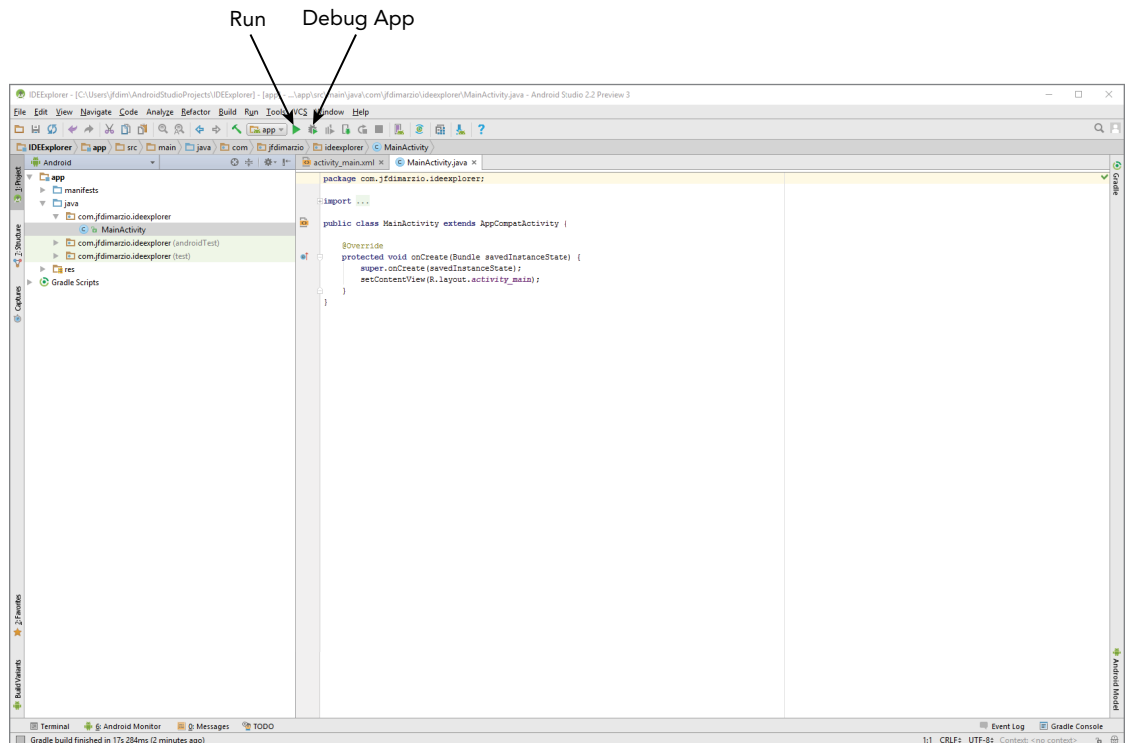 Run Debug App
IDEExplorer - [C:\Users\jfdim\AndroidStudioProjects\IDEExplorer] - [app] - ...\app\src\main\java\com\jfdimarzio\ideexplorer\MainActivity.java - Android Studio 2.2 Preview 3
File Edit View Navigate Code Analyze Refactor Build Run Tools VCS Window Help
app
IDEExplorer app src main java com jfdimarzio ideexplorer MainActivity
Android
activity_main.xml MainActivity.java
1: Project
7: Structure
Captures
2: Favorites
Build Variants
app
manifests
java
com.jfdimarzio.ideexplorer
MainActivity
com.jfdimarzio.ideexplorer (androidTest)
com.jfdimarzio.ideexplorer (test)
res
Gradle Scripts
package com.jfdimarzio.ideexplorer;
import ...
public class MainActivity extends AppCompatActivity {
@Override
protected void onCreate(Bundle savedInstanceState) {
super.onCreate(savedInstanceState);
setContentView(R.layout.activity_main);
}
}
Gradle
Android Model
Terminal 6: Android Monitor 0: Messages TODO Event Log Gradle Console
Gradle build finished in 17s 284ms (2 minutes ago) 1:1 CRLF÷ UTF-8÷ Context: <no context>